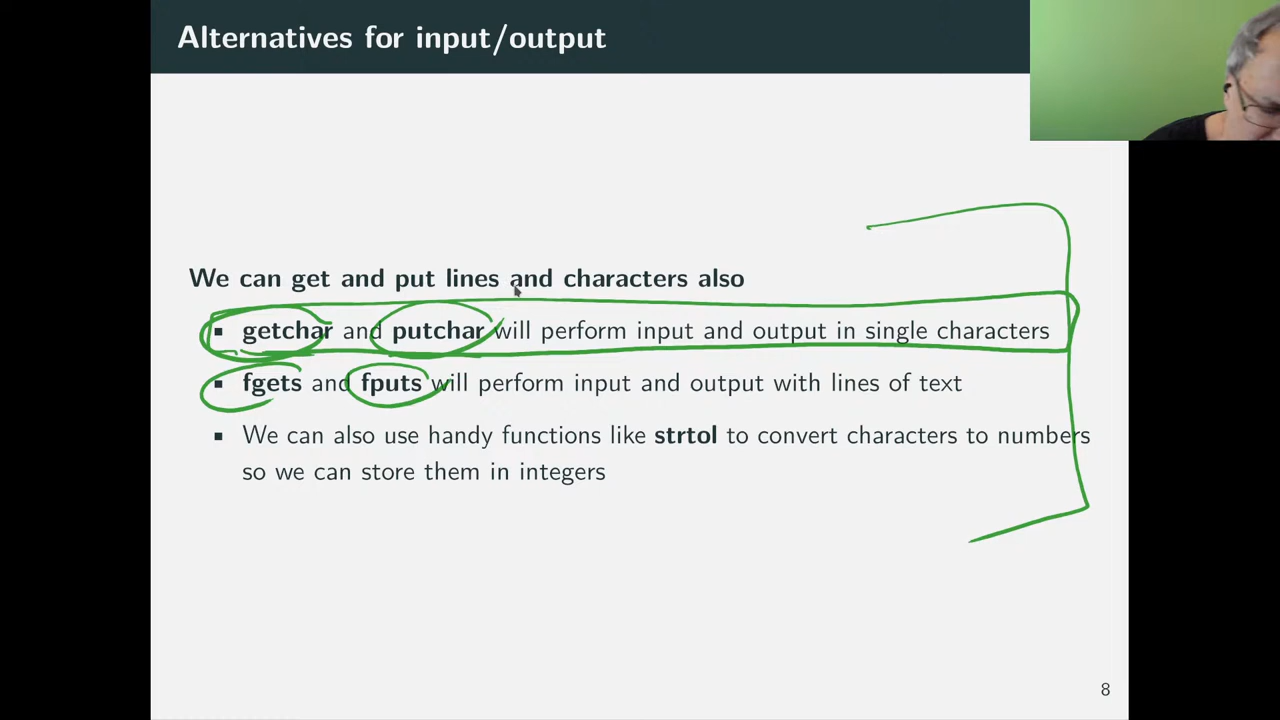 Alternatives for input/output
We can get and put lines and characters also
▪ getchar and putchar will perform input and output in single characters
▪ fgets and fputs will perform input and output with lines of text
▪ We can also use handy functions like strtol to convert characters to numbers
so we can store them in integers
8